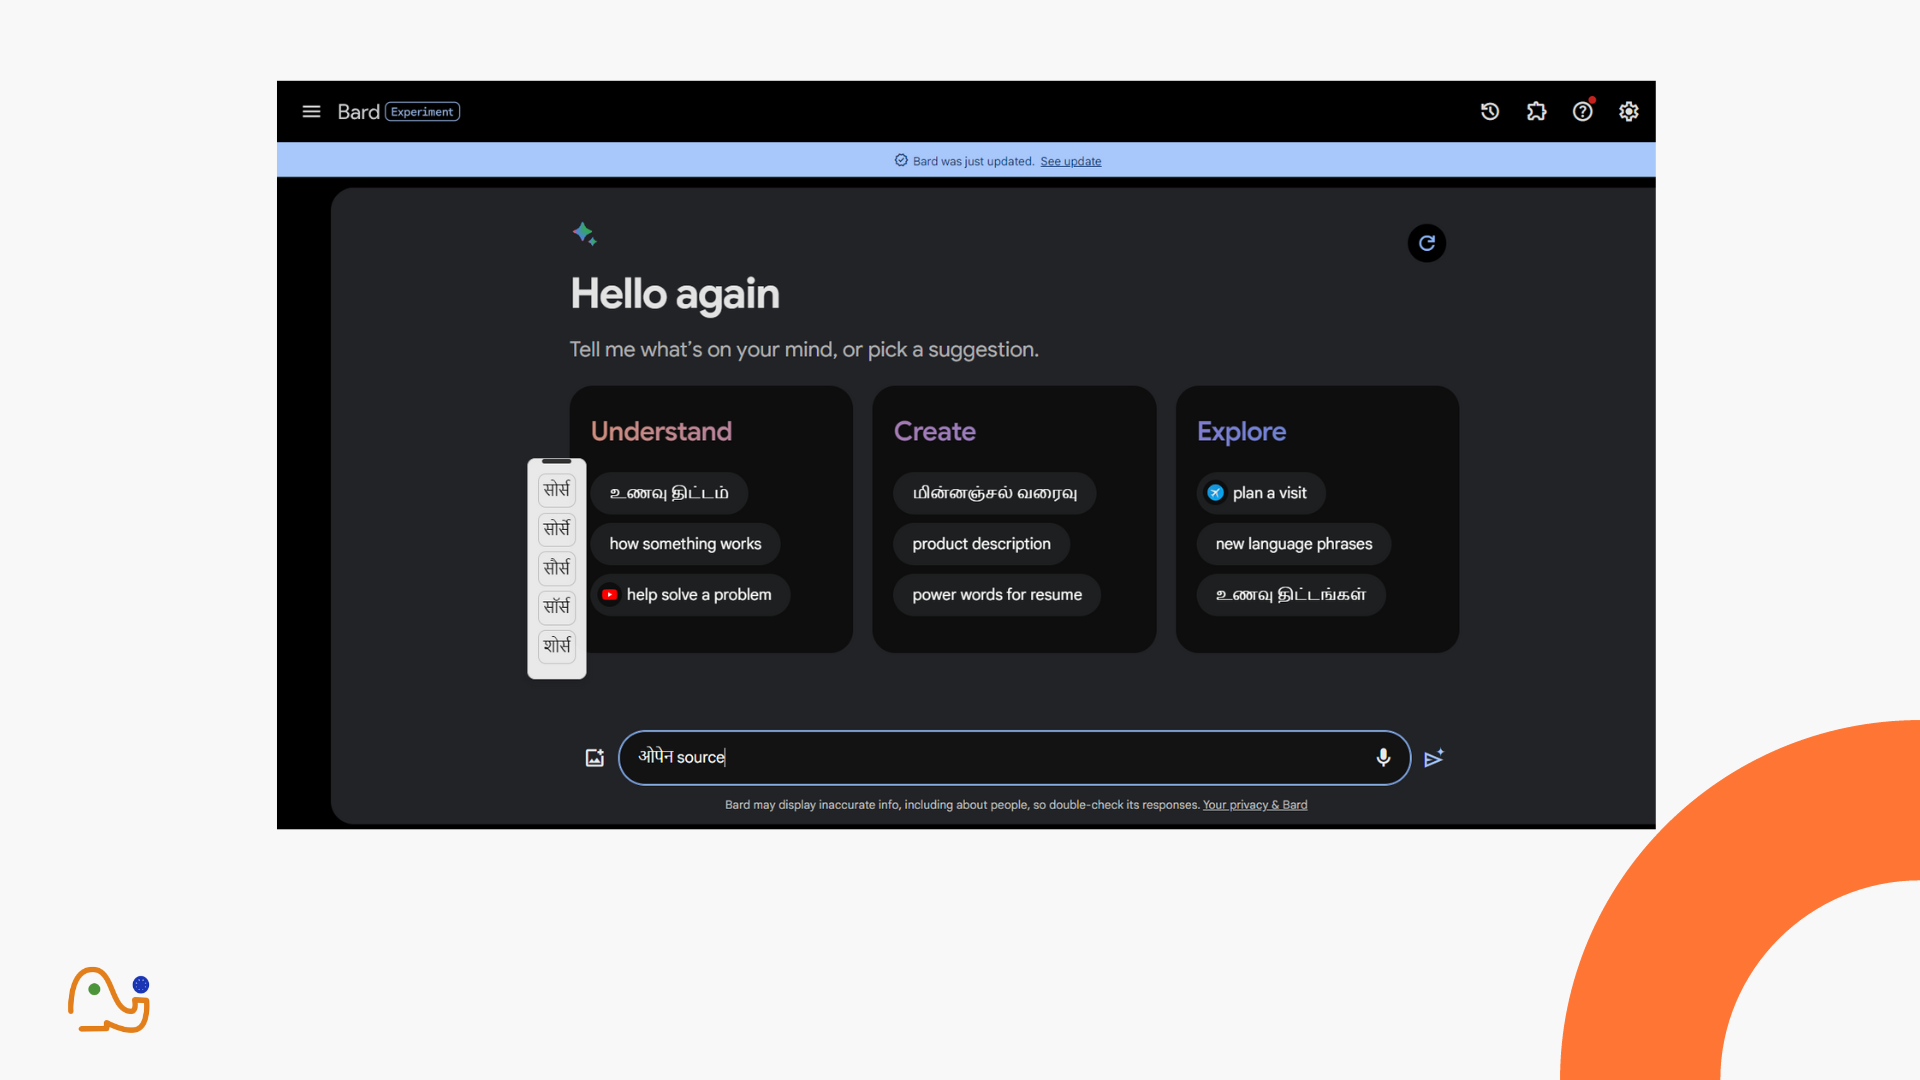 Bard Experiment
Bard was just updated. See update
Hello again
Tell me what's on your mind, or pick a suggestion.
Understand
உணவு திட்டம்
how something works
help solve a problem
Create
மின்னஞ்சல் வரைவு
product description
power words for resume
Explore
plan a visit
new language phrases
உணவு திட்டங்கள்
सोर्स
सोर्से
सौर्स
सॉर्स
शोर्स
ओपेन source
Bard may display inaccurate info, including about people, so double-check its responses. Your privacy & Bard